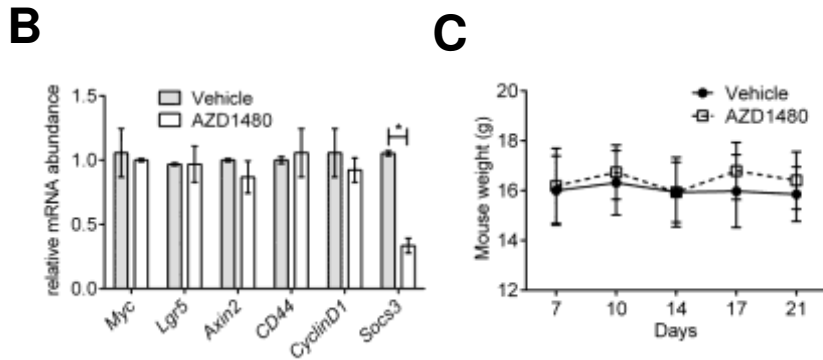 B
Vehicle
AZD1480
*
relative mRNA abundance
1.5
1.0
0.5
0.0
Myc
Lgr5
Axin2
CD44
CyclinD1
Socs3
C
Vehicle
AZD1480
Mouse weight (g)
20
18
16
14
12
7 10 14 17 21
Days